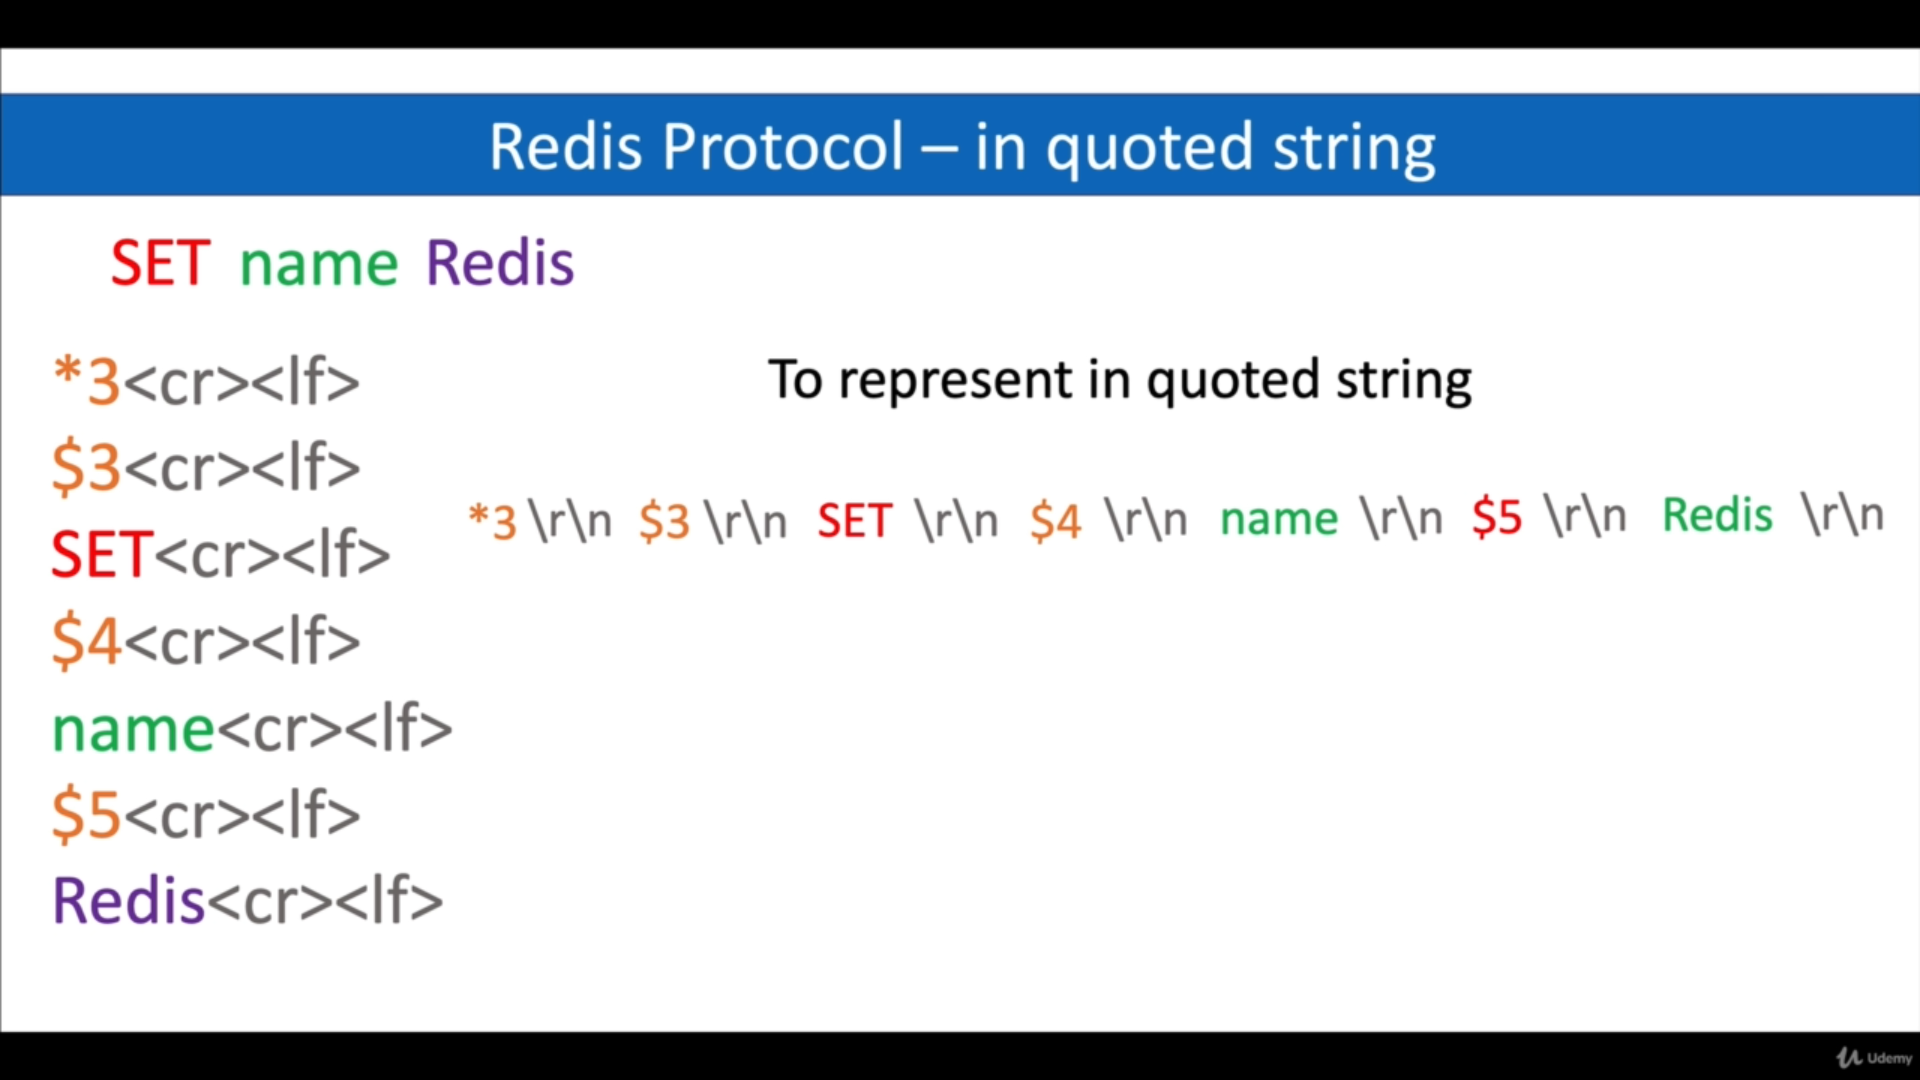 Redis Protocol – in quoted string
SET name Redis
*3<cr><lf>
$3<cr><lf>
SET<cr><lf>
$4<cr><lf>
name<cr><lf>
$5<cr><lf>
Redis<cr><lf>
To represent in quoted string
*3 \r\n $3 \r\n SET \r\n $4 \r\n name \r\n $5 \r\n Redis \r\n
Udemy